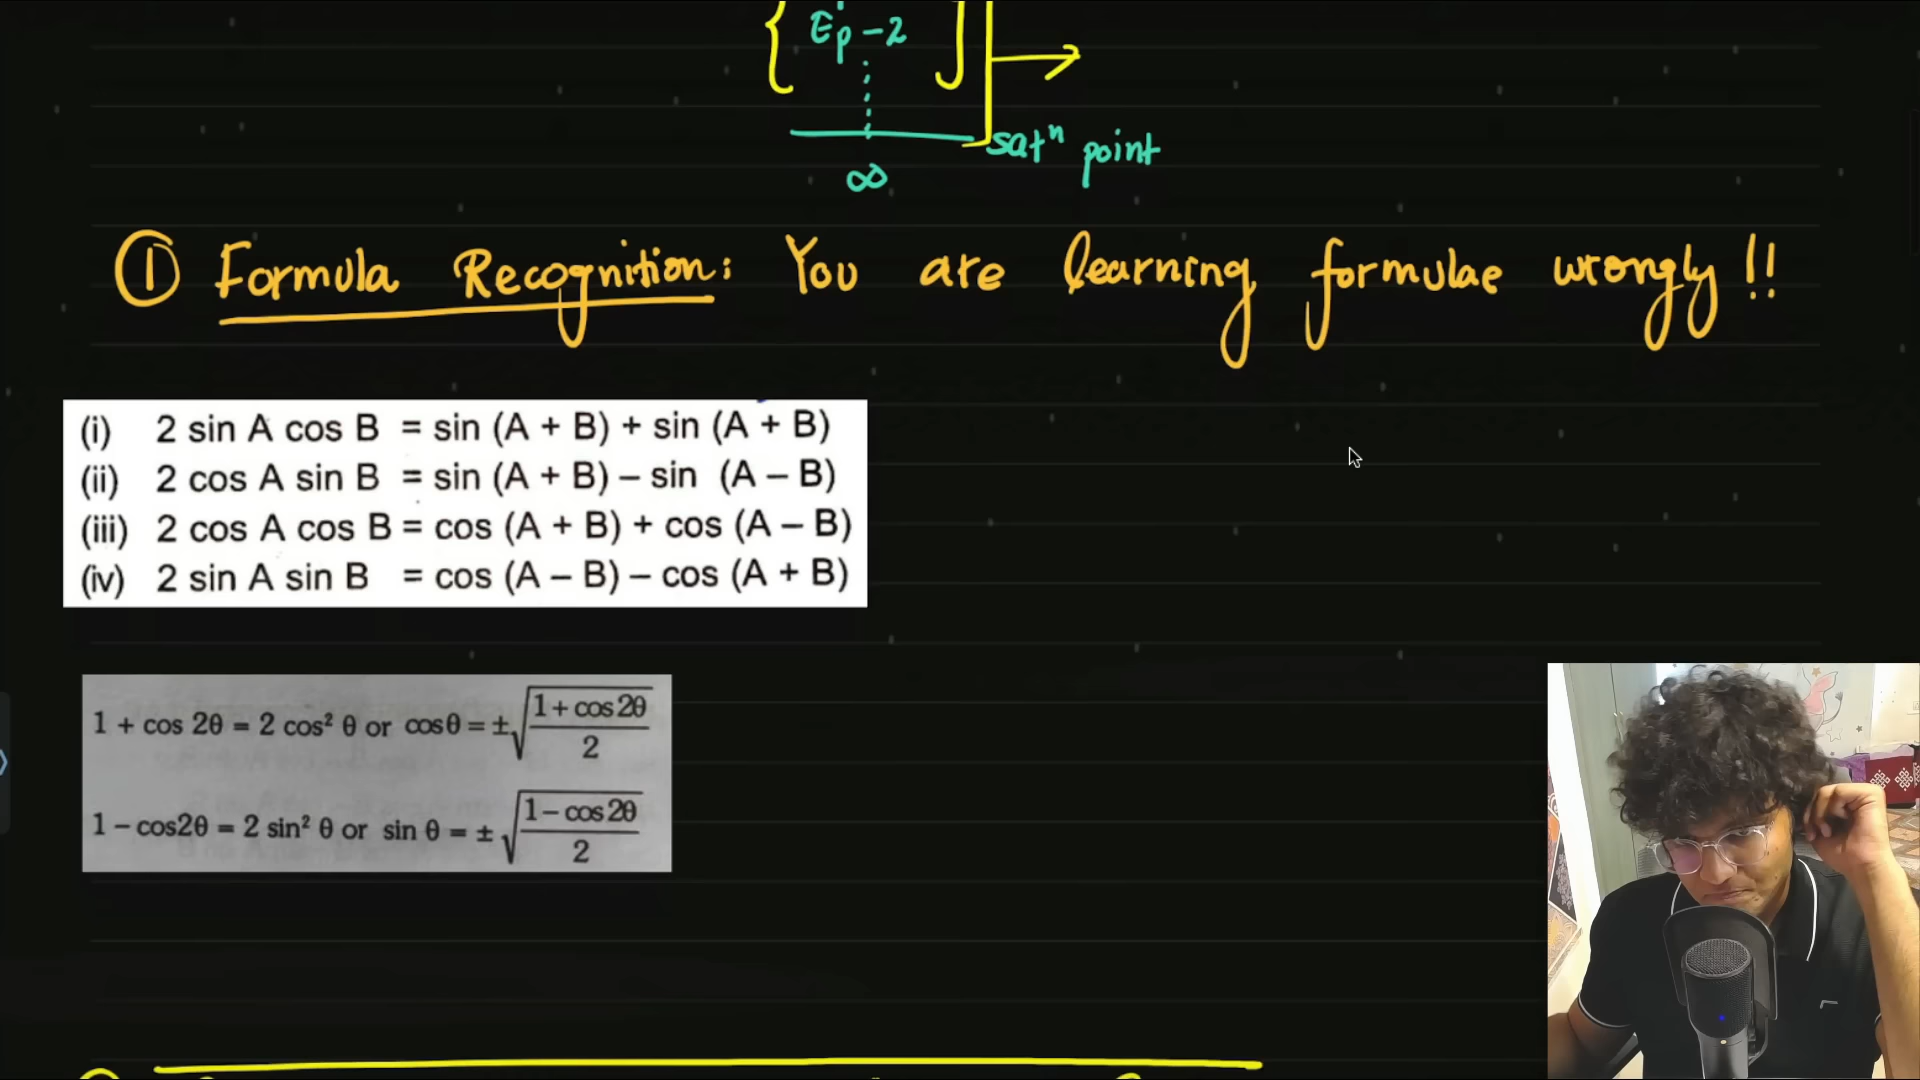 Ep-2
∞
satⁿ point
① Formula Recognition: You are learning formulae wrongly !!
(i) 2 sin A cos B = sin (A + B) + sin (A + B)
(ii) 2 cos A sin B = sin (A + B) – sin (A – B)
(iii) 2 cos A cos B = cos (A + B) + cos (A – B)
(iv) 2 sin A sin B = cos (A – B) – cos (A + B)
1 + cos 2θ = 2 cos² θ or cosθ = ±√((1 + cos 2θ)/2)
1 – cos2θ = 2 sin² θ or sin θ = ±√((1 – cos 2θ)/2)